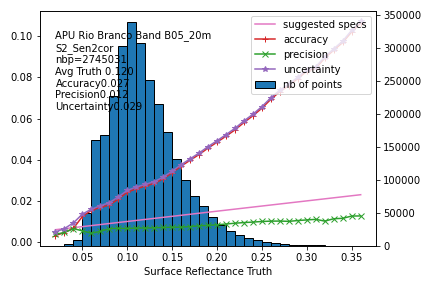 APU Rio Branco Band B05_20m
S2_Sen2cor
nbp=2745031
Avg Truth 0.120
Accuracy0.027
Precision0.012
Uncertainty0.029
suggested specs
accuracy
precision
uncertainty
nb of points
0.10
0.08
0.06
0.04
0.02
0.00
350000
300000
250000
200000
150000
100000
50000
0
0.05 0.10 0.15 0.20 0.25 0.30 0.35
Surface Reflectance Truth